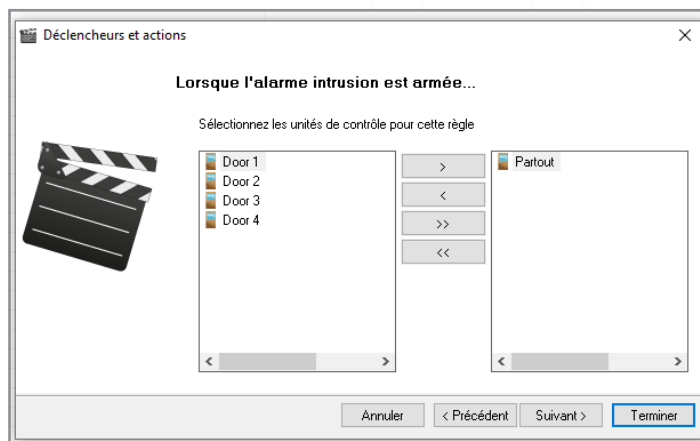 Déclencheurs et actions
Lorsque l'alarme intrusion est armée...
Sélectionnez les unités de contrôle pour cette règle
Door 1
Door 2
Door 3
Door 4
>
<
>>
<<
Partout
Annuler
< Précédent
Suivant >
Terminer